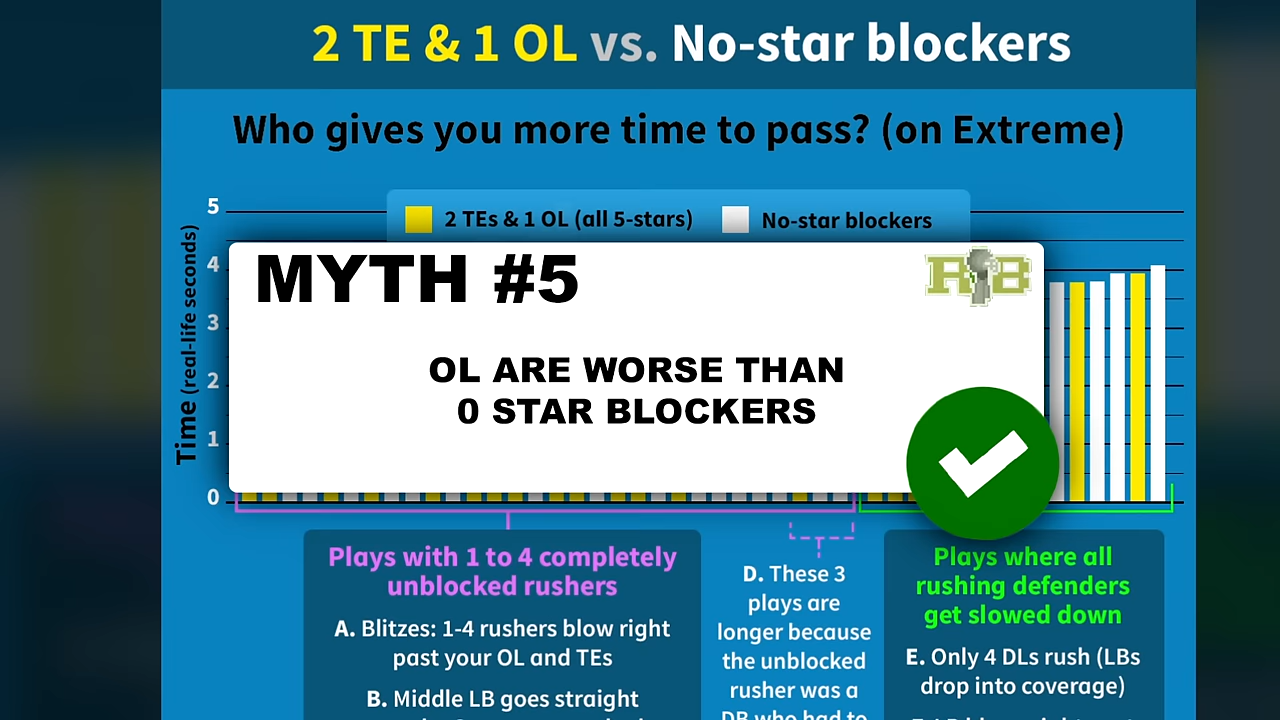 2 TE & 1 OL vs. No-star blockers
Who gives you more time to pass? (on Extreme)
5
2 TEs & 1 OL (all 5-stars)
No-star blockers
4
3
2
1
0
Time (real-life seconds)
MYTH #5
RB
OL ARE WORSE THAN
0 STAR BLOCKERS
Plays with 1 to 4 completely
unblocked rushers
A. Blitzes: 1-4 rushers blow right
past your OL and TEs
B. Middle LB goes straight
D. These 3
plays are
longer because
the unblocked
rusher was a
DB who had to
Plays where all
rushing defenders
get slowed down
E. Only 4 DLs rush (LBs
drop into coverage)